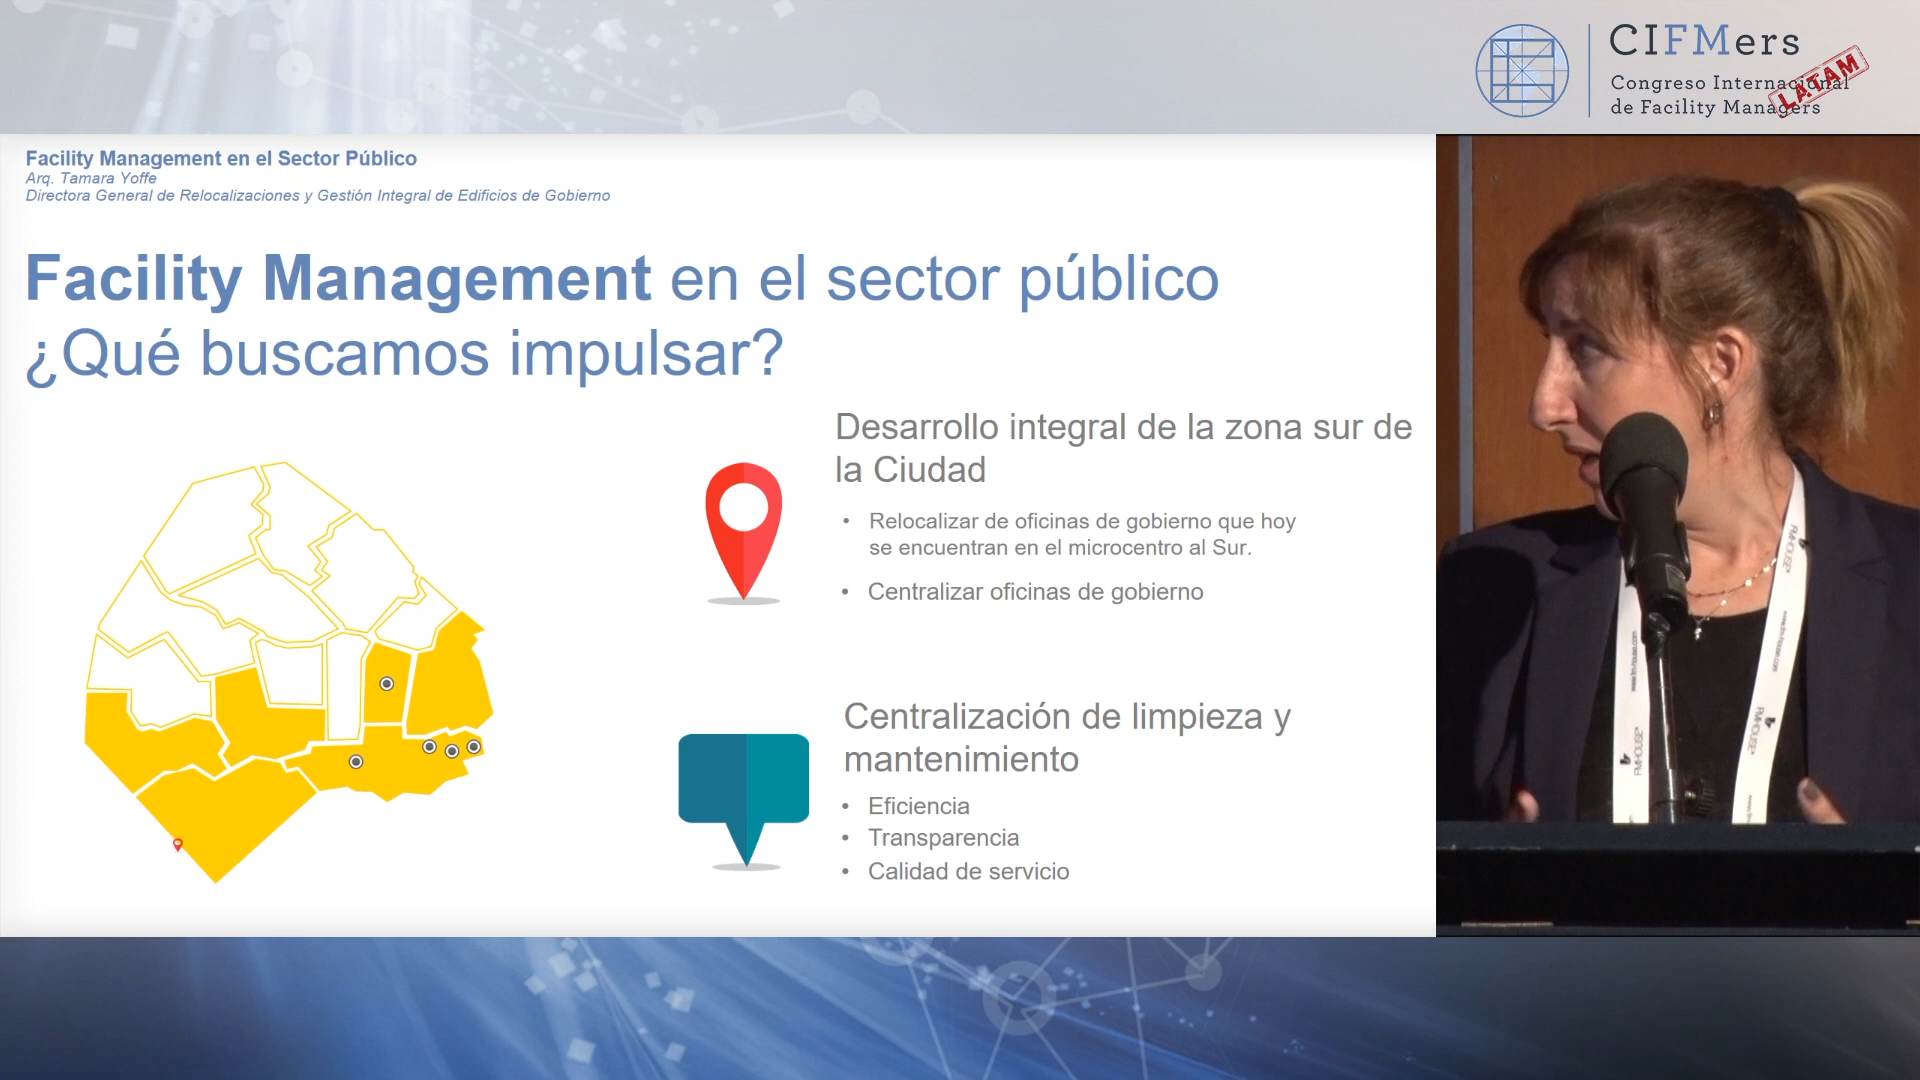 CIFMers
Congreso Internacional
de Facility Managers
LATAM
Facility Management en el Sector Público
Arq. Tamara Yoffe
Directora General de Relocalizaciones y Gestión Integral de Edificios de Gobierno
Facility Management en el sector público
¿Qué buscamos impulsar?
Desarrollo integral de la zona sur de
la Ciudad
• Relocalizar de oficinas de gobierno que hoy
se encuentran en el microcentro al Sur.
• Centralizar oficinas de gobierno
Centralización de limpieza y
mantenimiento
• Eficiencia
• Transparencia
• Calidad de servicio
FMHOUSE
FMHOUSE
FMHOUSE